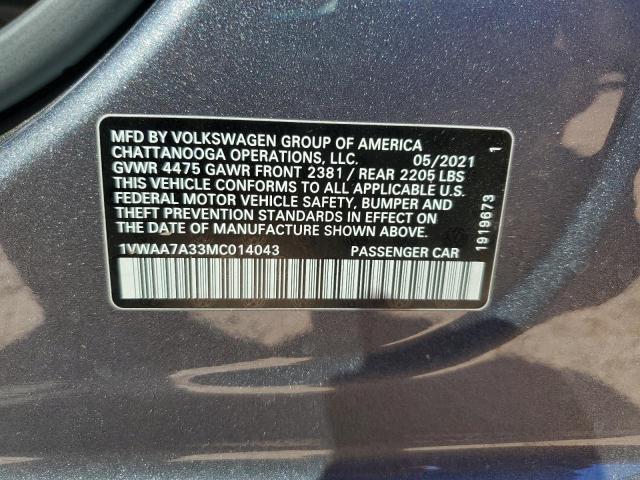 MFD BY VOLKSWAGEN GROUP OF AMERICA
CHATTANOOGA OPERATIONS, LLC. 05/2021
GVWR 4475 GAWR FRONT 2381 / REAR 2205 LBS
THIS VEHICLE CONFORMS TO ALL APPLICABLE U.S.
FEDERAL MOTOR VEHICLE SAFETY, BUMPER AND
THEFT PREVENTION STANDARDS IN EFFECT ON
THE DATE OF MANUFACTURE SHOWN ABOVE.
1VWAA7A33MC014043 PASSENGER CAR
1919673 1